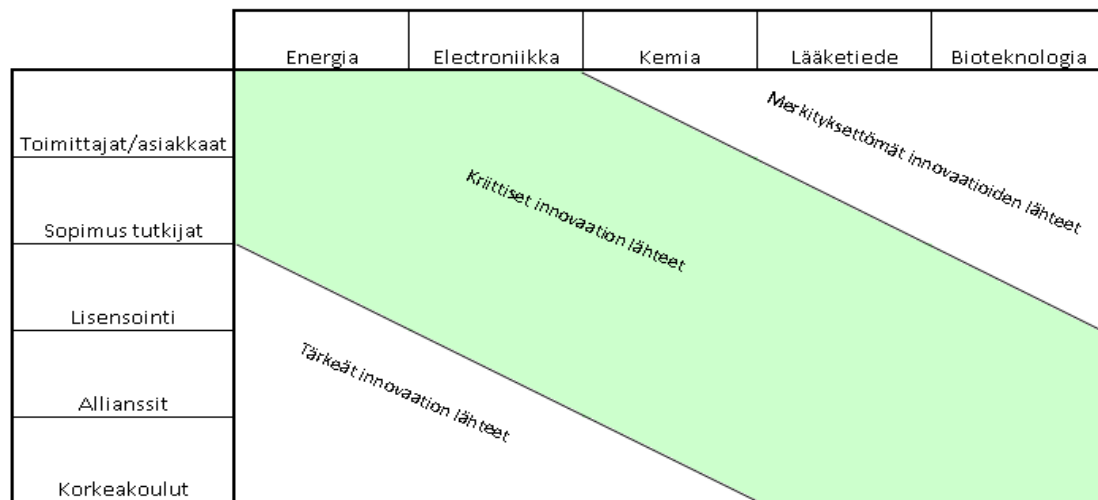 Energia Electroniikka Kemia Lääketiede Bioteknologia
Toimittajat/asiakkaat
Sopimus tutkijat
Lisensointi
Allianssit
Korkeakoulut
Merkityksettömät innovaatioiden lähteet
Kriittiset innovaation lähteet
Tärkeät innovaation lähteet